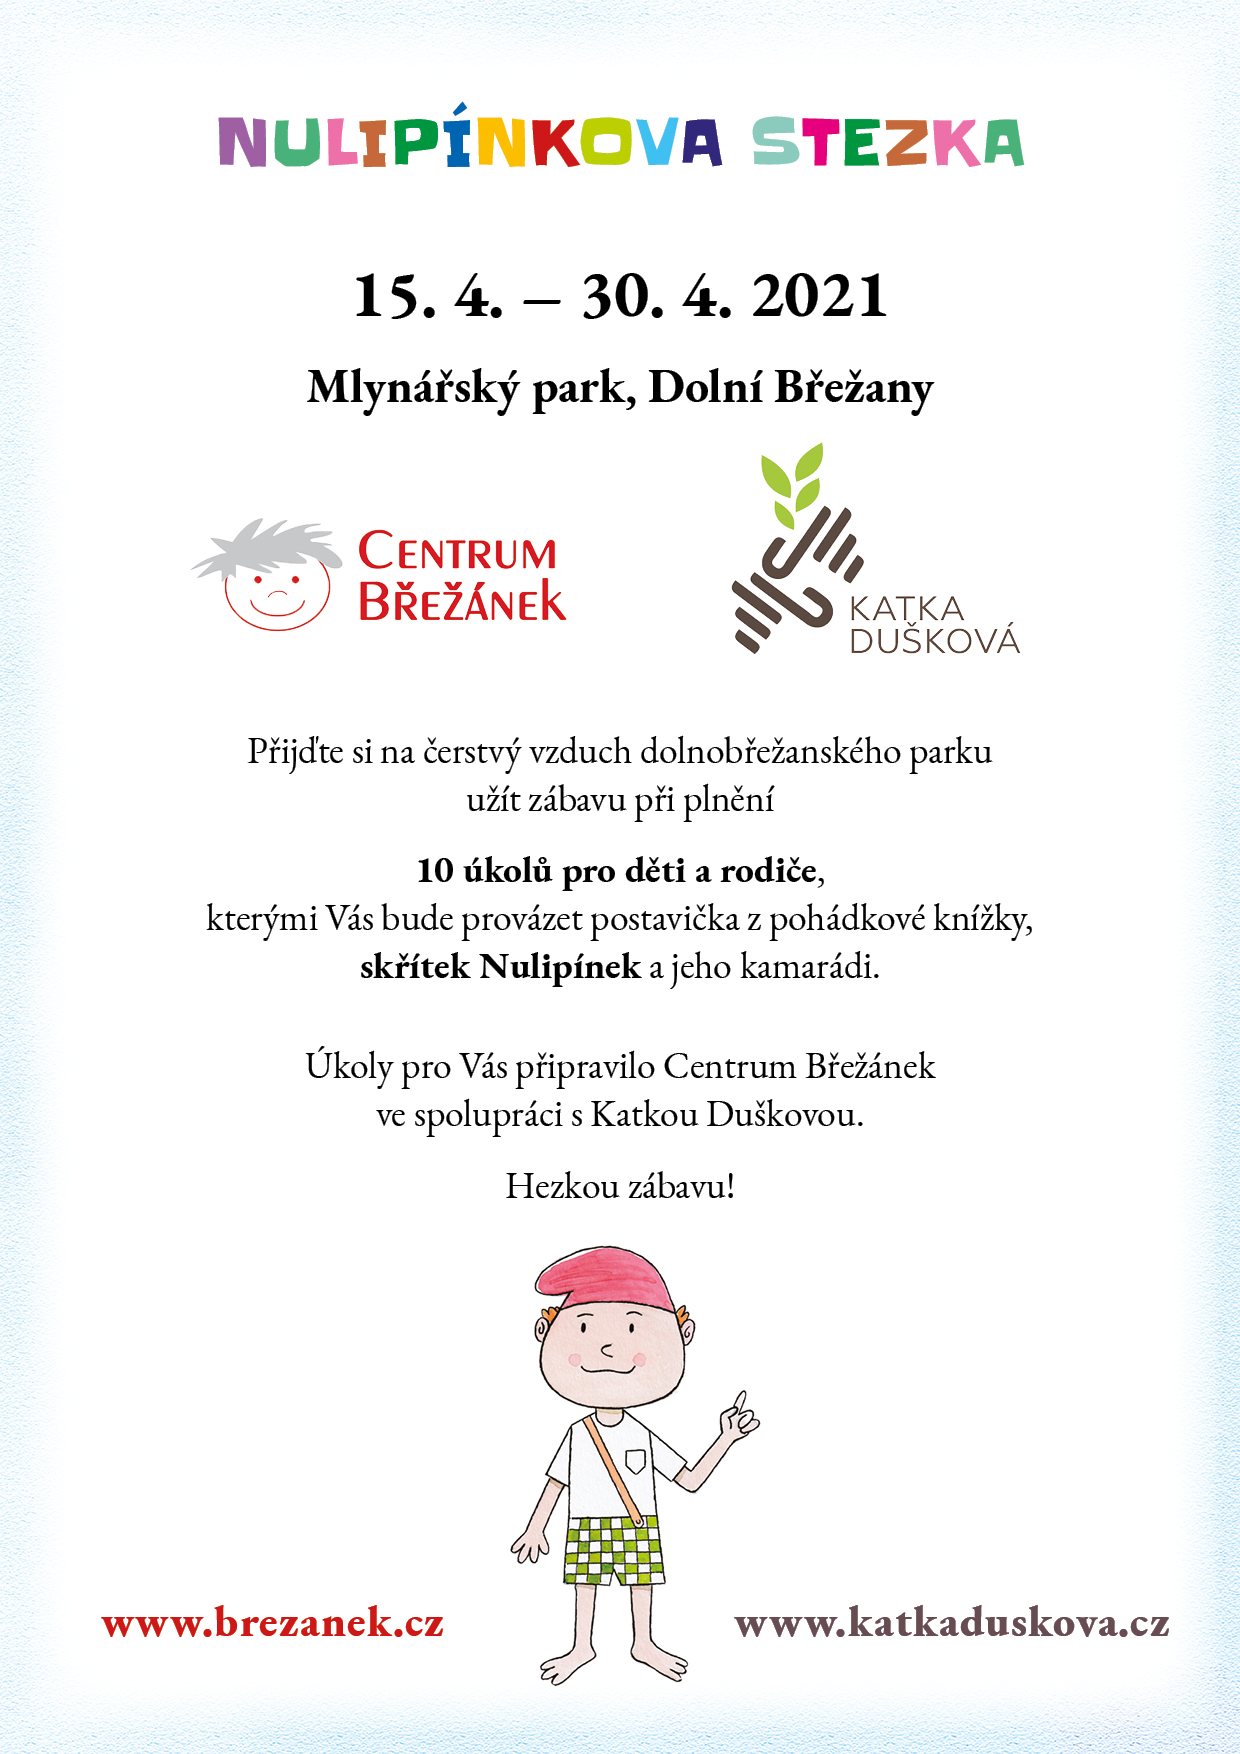 NULIPÍNKOVA STEZKA
15. 4. – 30. 4. 2021
Mlynářský park, Dolní Břežany
CENTRUM
BŘEŽÁNEK
KATKA
DUŠKOVÁ
Přijďte si na čerstvý vzduch dolnobřežanského parku
užít zábavu při plnění
10 úkolů pro děti a rodiče,
kterými Vás bude provázet postavička z pohádkové knížky,
skřítek Nulipínek a jeho kamarádi.
Úkoly pro Vás připravilo Centrum Břežánek
ve spolupráci s Katkou Duškovou.
Hezkou zábavu!
www.brezanek.cz
www.katkaduskova.cz